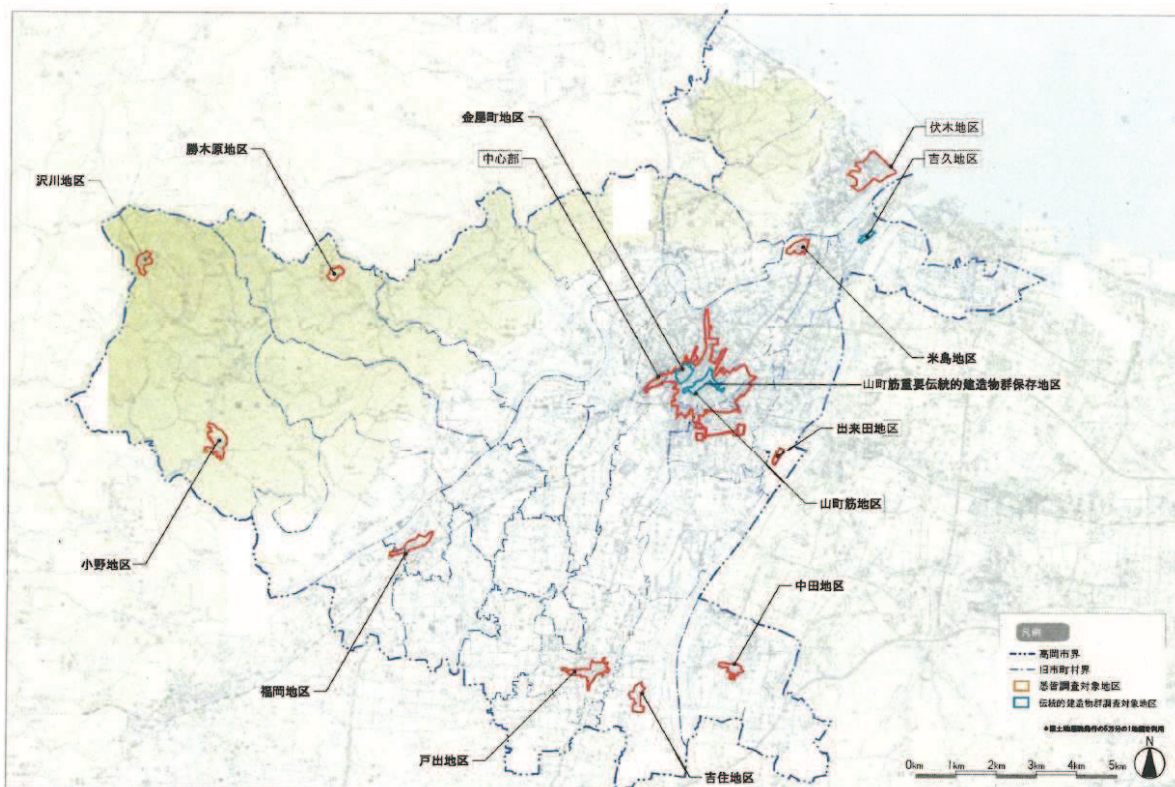 金屋町地区
伏木地区
中心部
吉久地区
勝木原地区
沢川地区
米島地区
山町筋重要伝統的建造物群保存地区
出来田地区
山町筋地区
小野地区
中田地区
福岡地区
戸出地区
吉住地区
凡例
高岡市界
旧市町村界
悉皆調査対象地区
伝統的建造物群調査対象地区
N
0km 1km 2km 3km 4km 5km